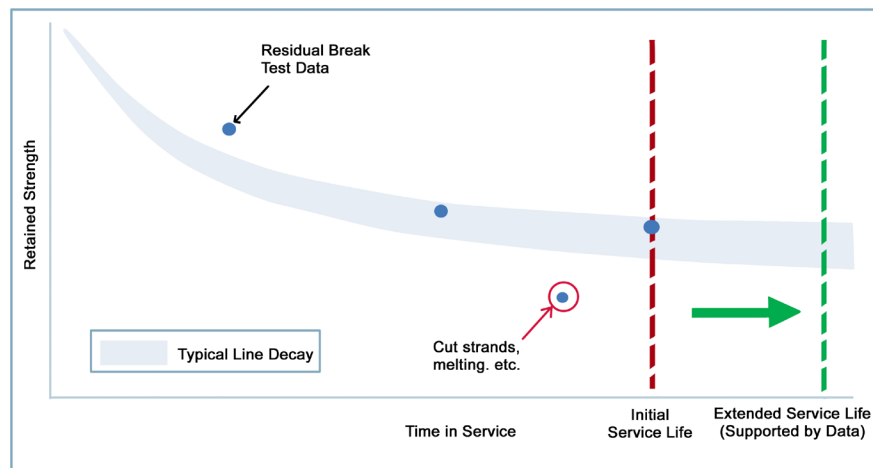 Residual Break
Test Data
Retained Strength
Cut strands,
melting. etc.
Typical Line Decay
Time in Service
Initial
Service Life
Extended Service Life
(Supported by Data)